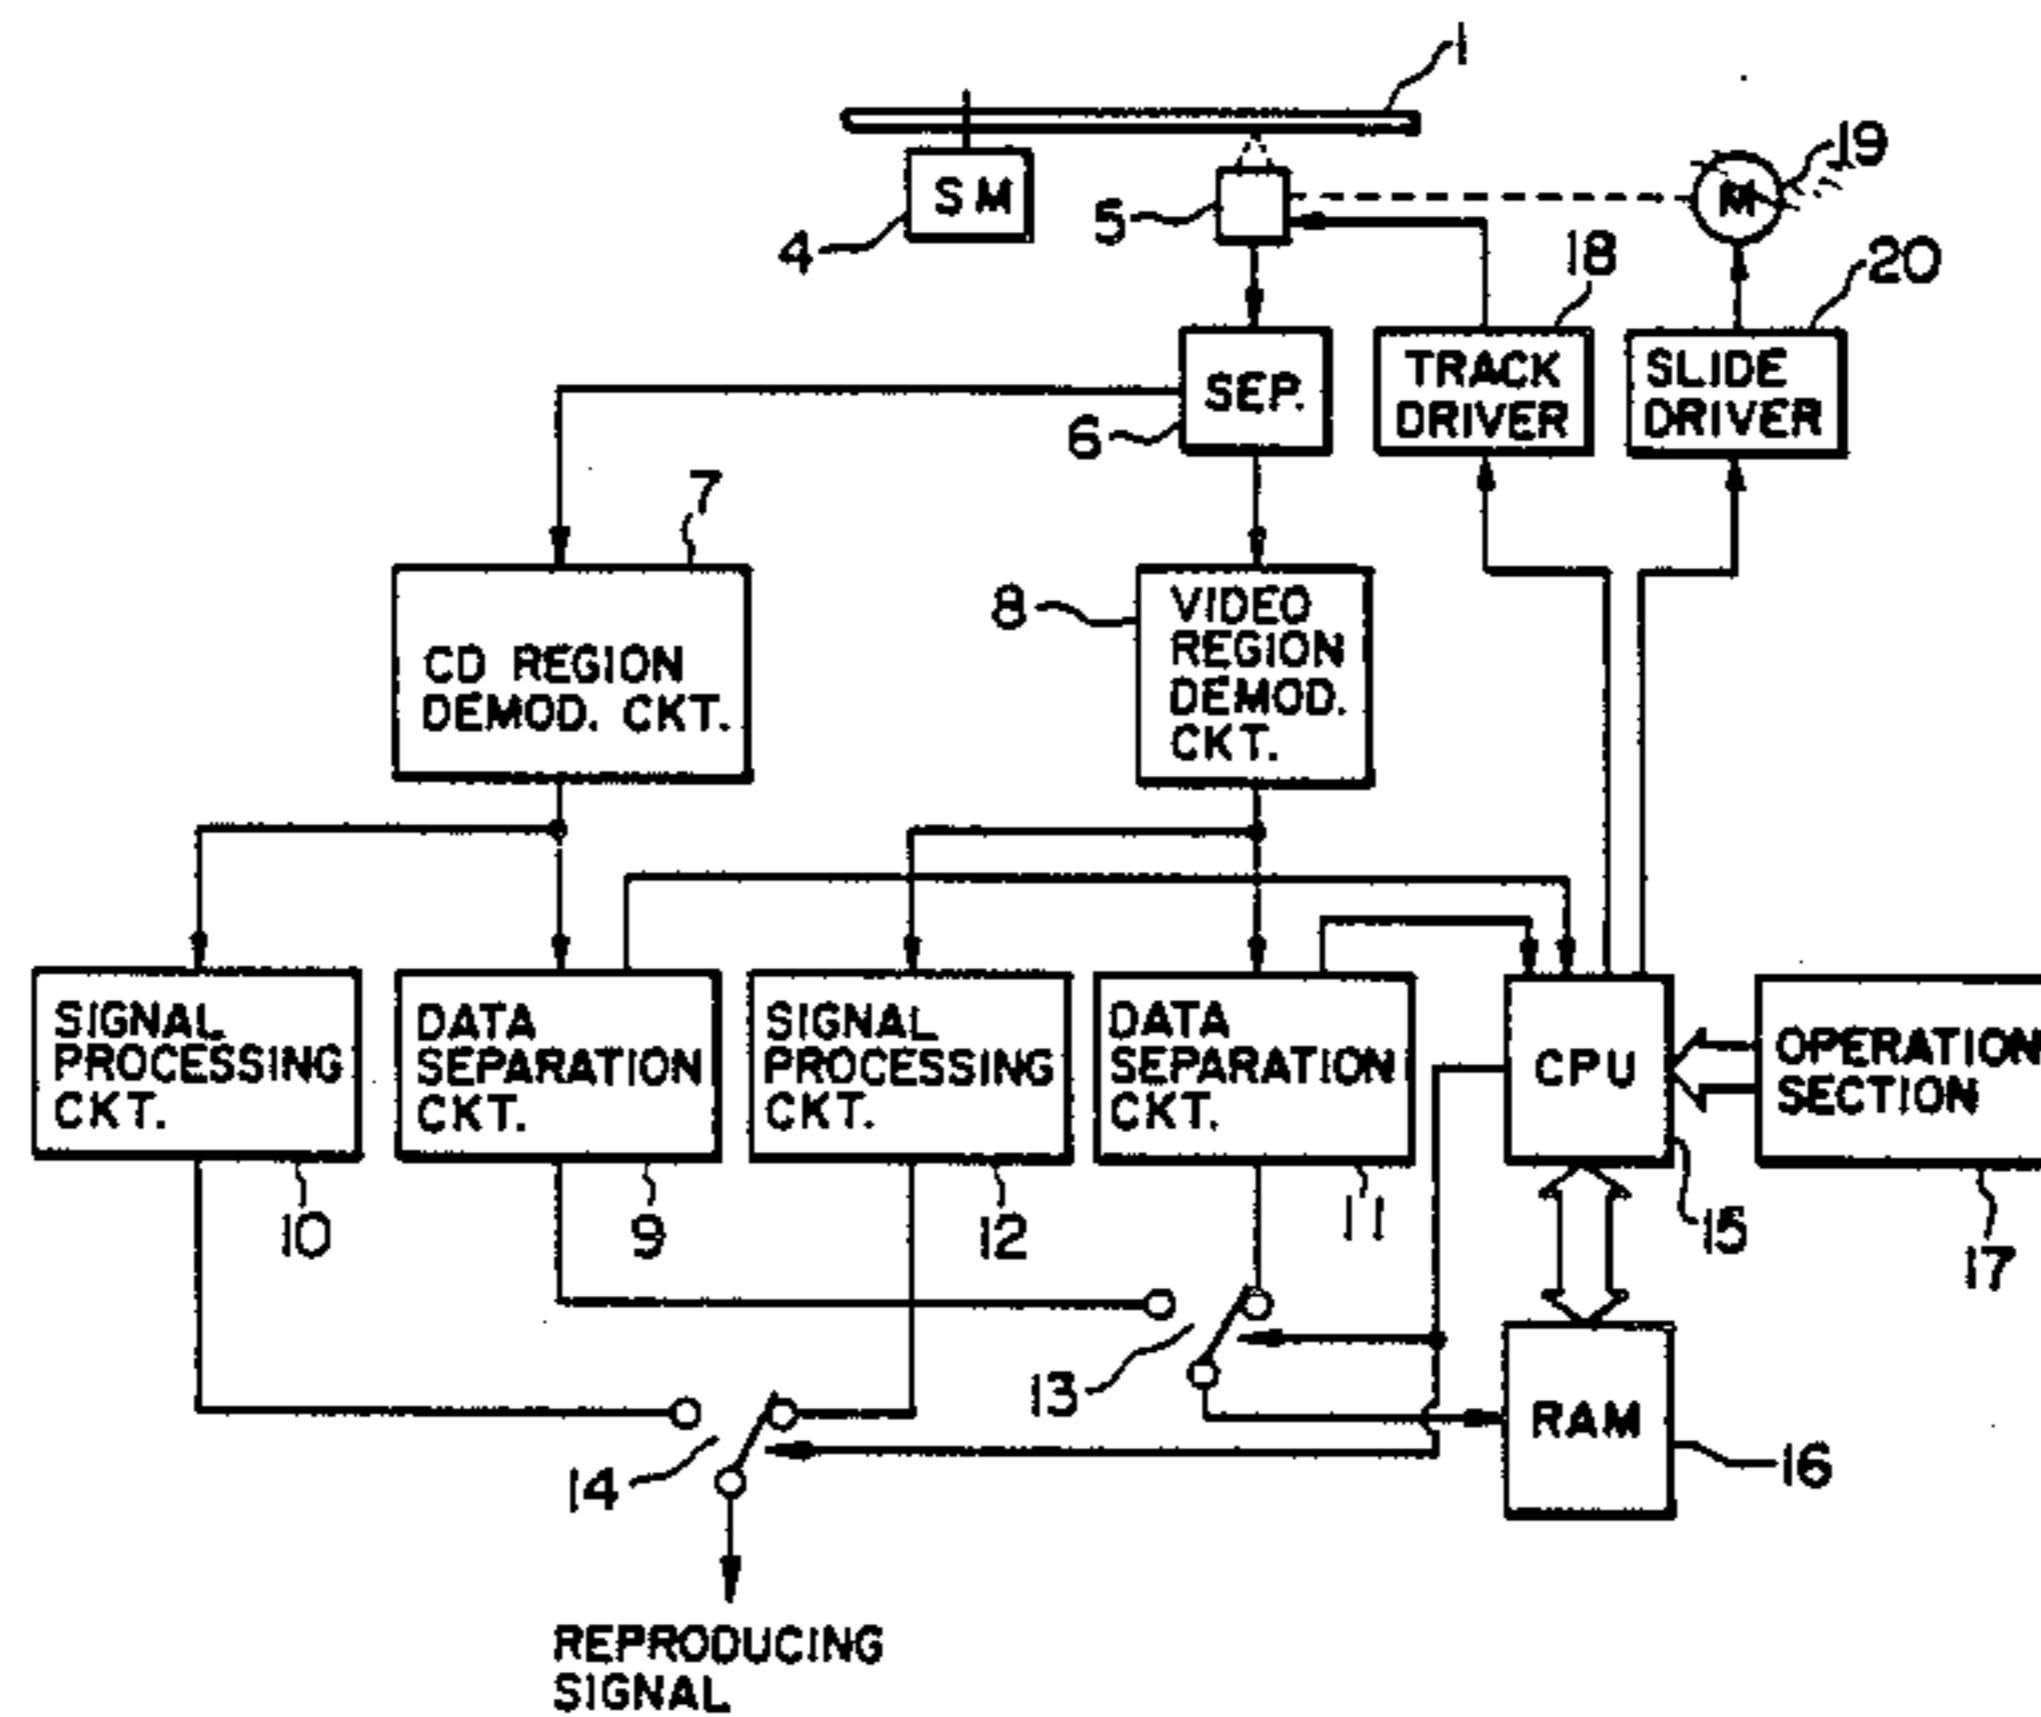 1
19
SM
4
5
18
20
SEP.
6
TRACK
DRIVER
SLIDE
DRIVER
7
8
CD REGION
DEMOD. CKT.
VIDEO
REGION
DEMOD.
CKT.
SIGNAL
PROCESSING
CKT.
DATA
SEPARATION
CKT.
SIGNAL
PROCESSING
CKT.
DATA
SEPARATION
CKT.
CPU
OPERATION
SECTION
10
9
12
11
15
17
13
14
RAM
16
M
REPRODUCING
SIGNAL